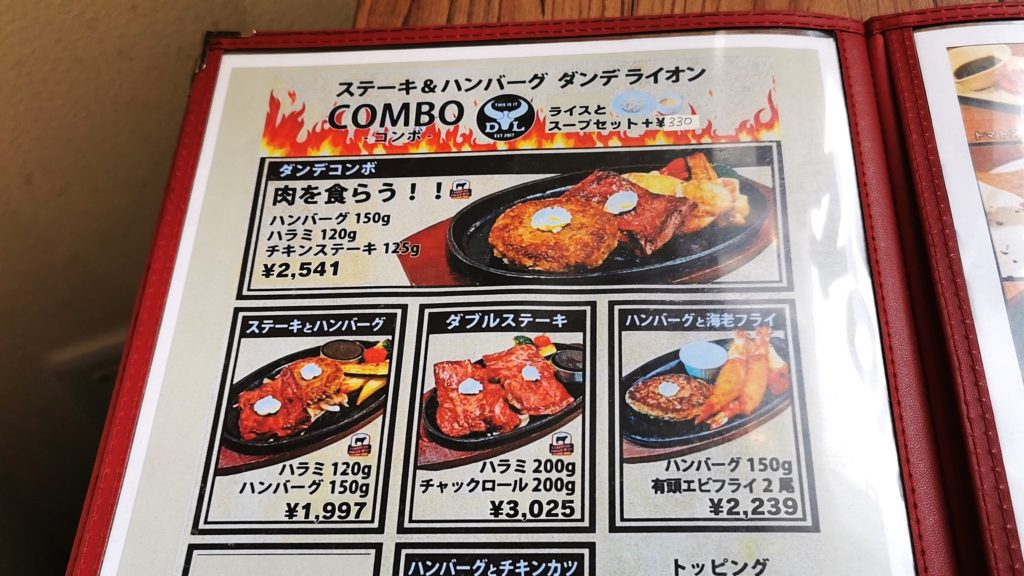 ステーキ&ハンバーグ ダンデライオン
COMBO
- コンボ -
THIS IS IT
D L
EST 2017
ライスと
スープセット+¥330
ダンデコンボ
肉を食らう!!
ハンバーグ 150g
ハラミ 120g
チキンステーキ 125g
¥2,541
ステーキとハンバーグ
ハラミ 120g
ハンバーグ 150g
¥1,997
ダブルステーキ
ハラミ 200g
チャックロール 200g
¥3,025
ハンバーグと海老フライ
ハンバーグ 150g
有頭エビフライ 2 尾
¥2,239
ハンバーグとチキンカツ
トッピング